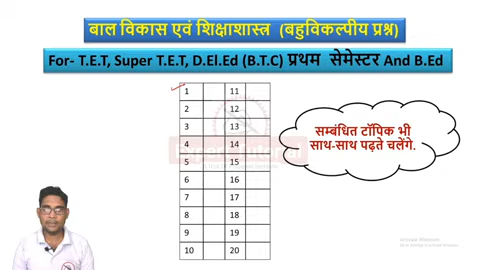 बाल विकास एवं शिक्षाशास्त्र (बहुविकल्पीय प्रश्न)
For- T.E.T, Super T.E.T, D.El.Ed (B.T.C) प्रथम सेमेस्टर And B.Ed
1 11
2 12
3 13
4 14
5 15
6 16
7 17
8 18
9 19
10 20
सम्बंधित टॉपिक भी
साथ-साथ पढ़ते चलेंगे.